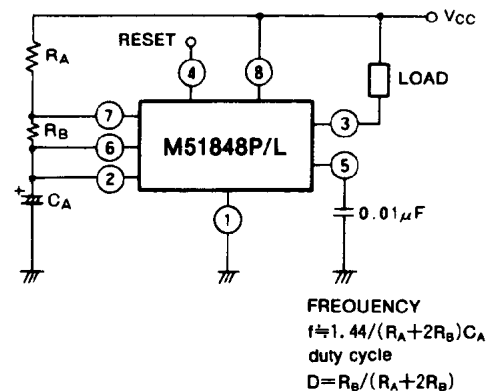 VCC
RESET
RA
4
8
LOAD
7
M51848P/L
3
RB
6
5
2
+
CA
1
0.01μF
FREOUENCY
f≒1.44/(RA+2RB)CA
duty cycle
D=RB/(RA+2RB)